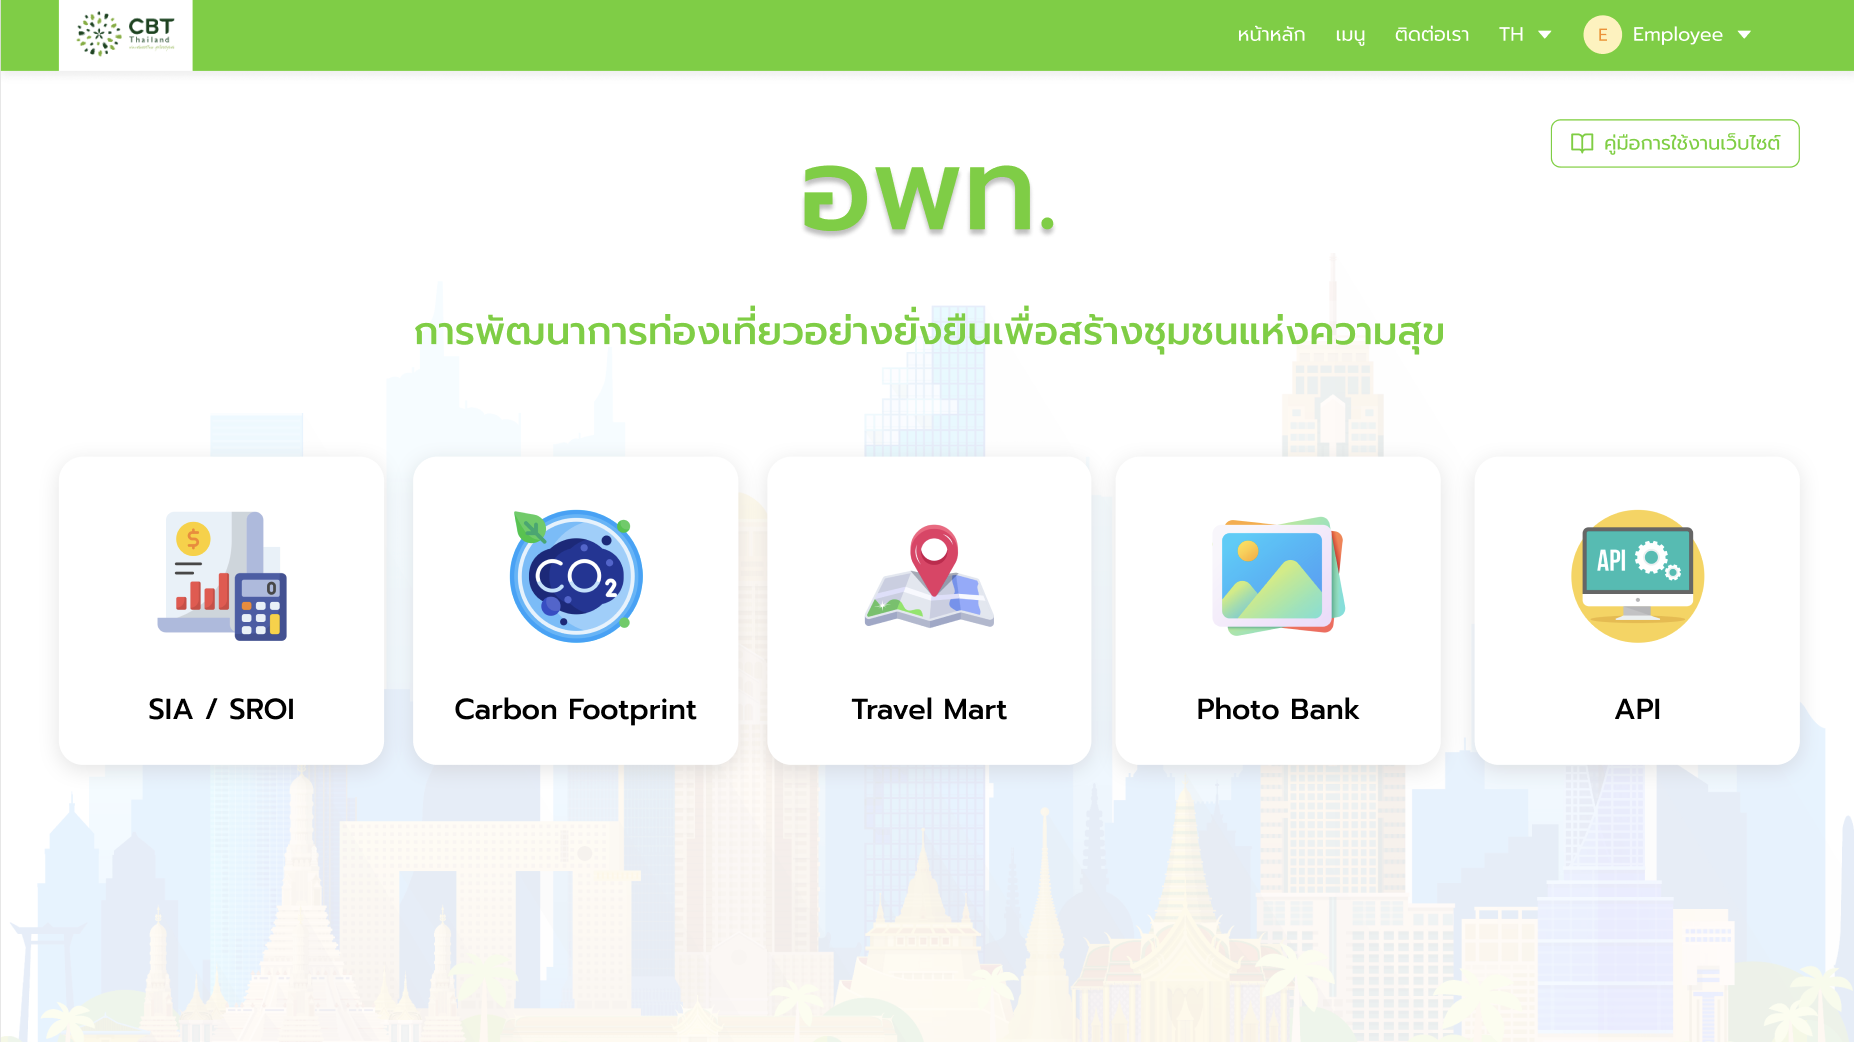 CBT
Thailand
หน้าหลัก เมนู ติดต่อเรา TH E Employee
คู่มือการใช้งานเว็บไซต์
อพท.
การพัฒนาการท่องเที่ยวอย่างยั่งยืนเพื่อสร้างชุมชนแห่งความสุข
$
0
CO2
API
SIA / SROI
Carbon Footprint
Travel Mart
Photo Bank
API